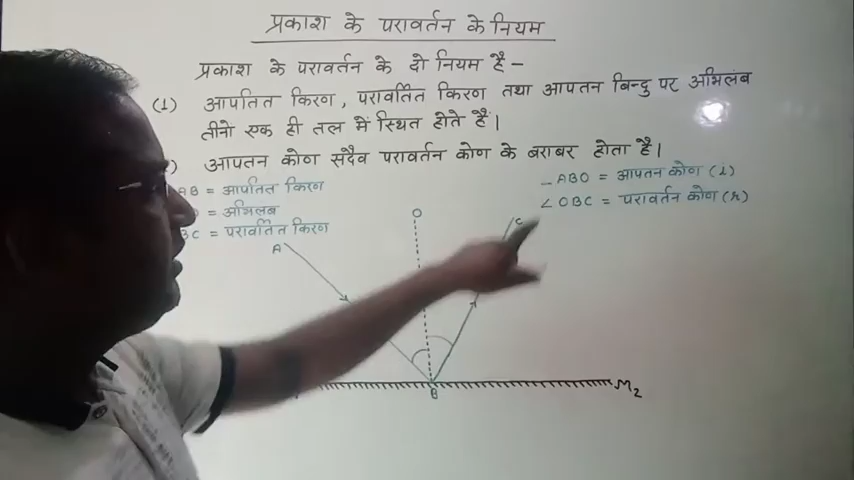 प्रकाश के परावर्तन के नियम
प्रकाश के परावर्तन के दो नियम है –
(1) आपतित किरण, परावर्तित किरण तथा आपतन बिन्दु पर अभिलंब
तीनो एक ही तल में स्थित होते हैं।
) आपतन कोण सदैव परावर्तन कोण के बराबर होता है।
AB = आपतित किरण
= अभिलंब
BC = परावर्तित किरण
ABO = आपतन कोण (i)
∠OBC = परावर्तन कोण (r)
O
C
A
B
M2